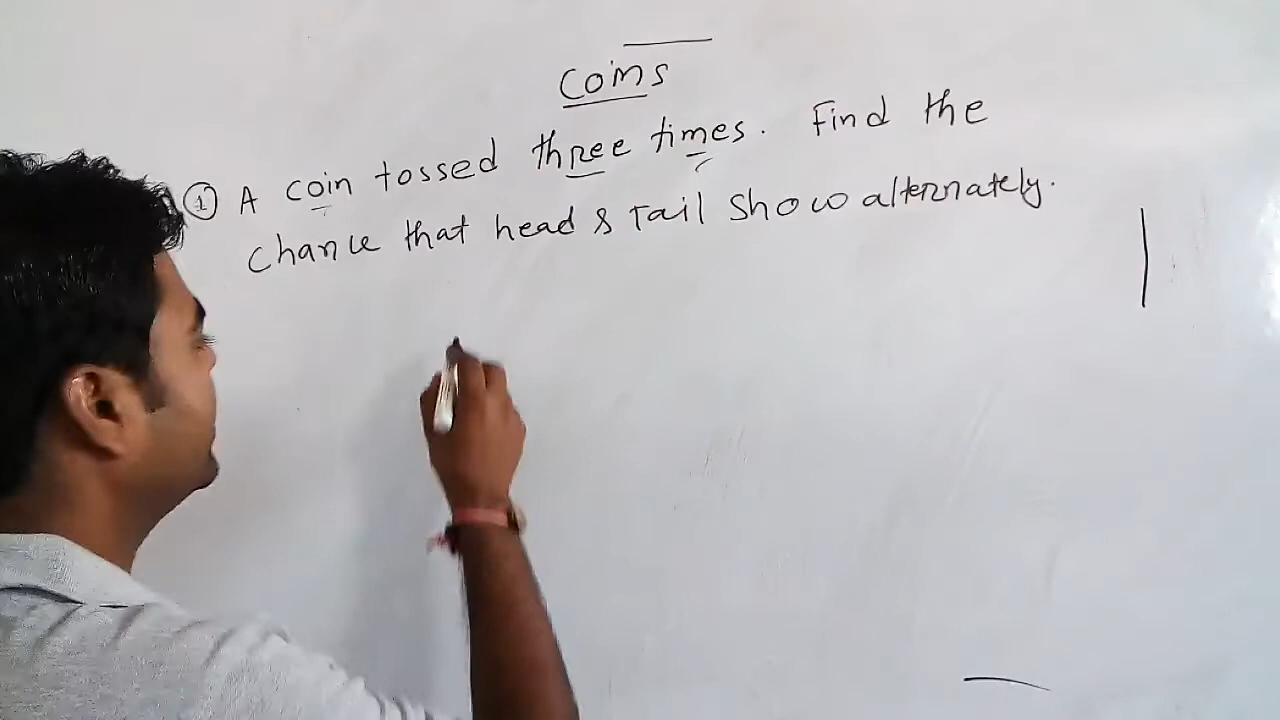 Coins
① A coin tossed three times. Find the
chance that head & Tail show alternately.